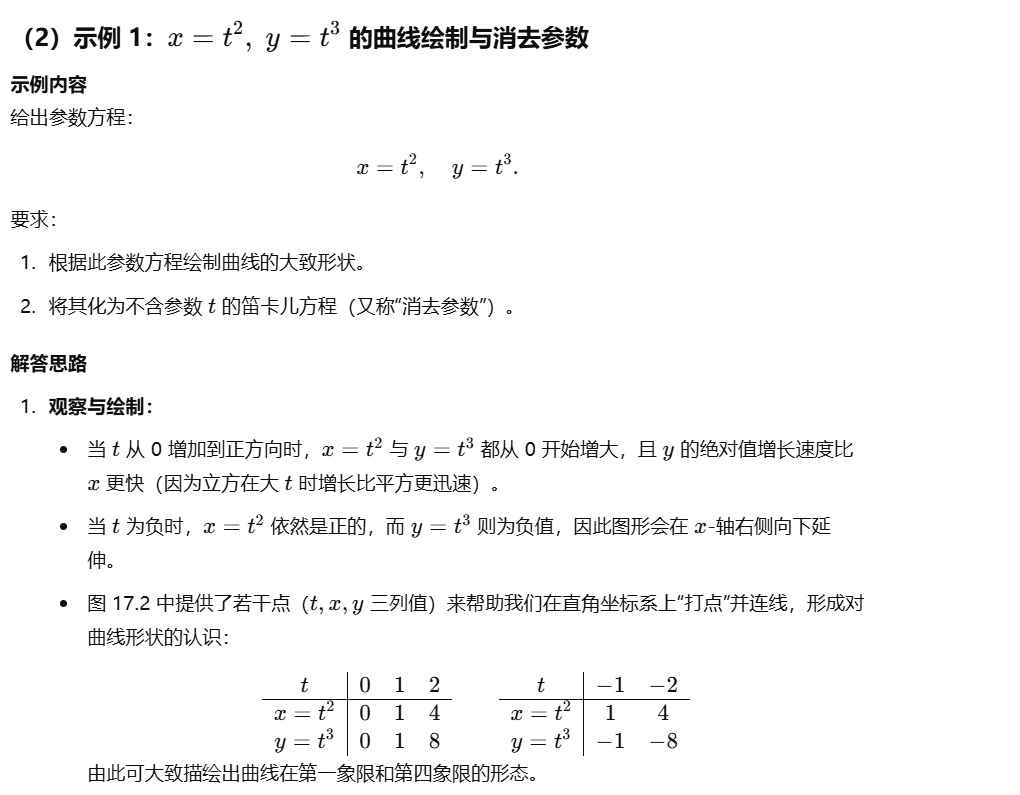 （2）示例 1：x = t², y = t³ 的曲线绘制与消去参数
示例内容
给出参数方程：
x = t², y = t³.
要求：
1. 根据此参数方程绘制曲线的大致形状。
2. 将其化为不含参数 t 的笛卡儿方程（又称“消去参数”）。
解答思路
1. 观察与绘制：
• 当 t 从 0 增加到正方向时，x = t² 与 y = t³ 都从 0 开始增大，且 y 的绝对值增长速度比
x 更快（因为立方在大 t 时增长比平方更迅速）。
• 当 t 为负时，x = t² 依然是正的，而 y = t³ 则为负值，因此图形会在 x-轴右侧向下延
伸。
• 图 17.2 中提供了若干点（t, x, y 三列值）来帮助我们在直角坐标系上“打点”并连线，形成对
曲线形状的认识：
t 0 1 2 t −1 −2
x = t² 0 1 4 x = t² 1 4
y = t³ 0 1 8 y = t³ −1 −8
由此可大致描绘出曲线在第一象限和第四象限的形态。